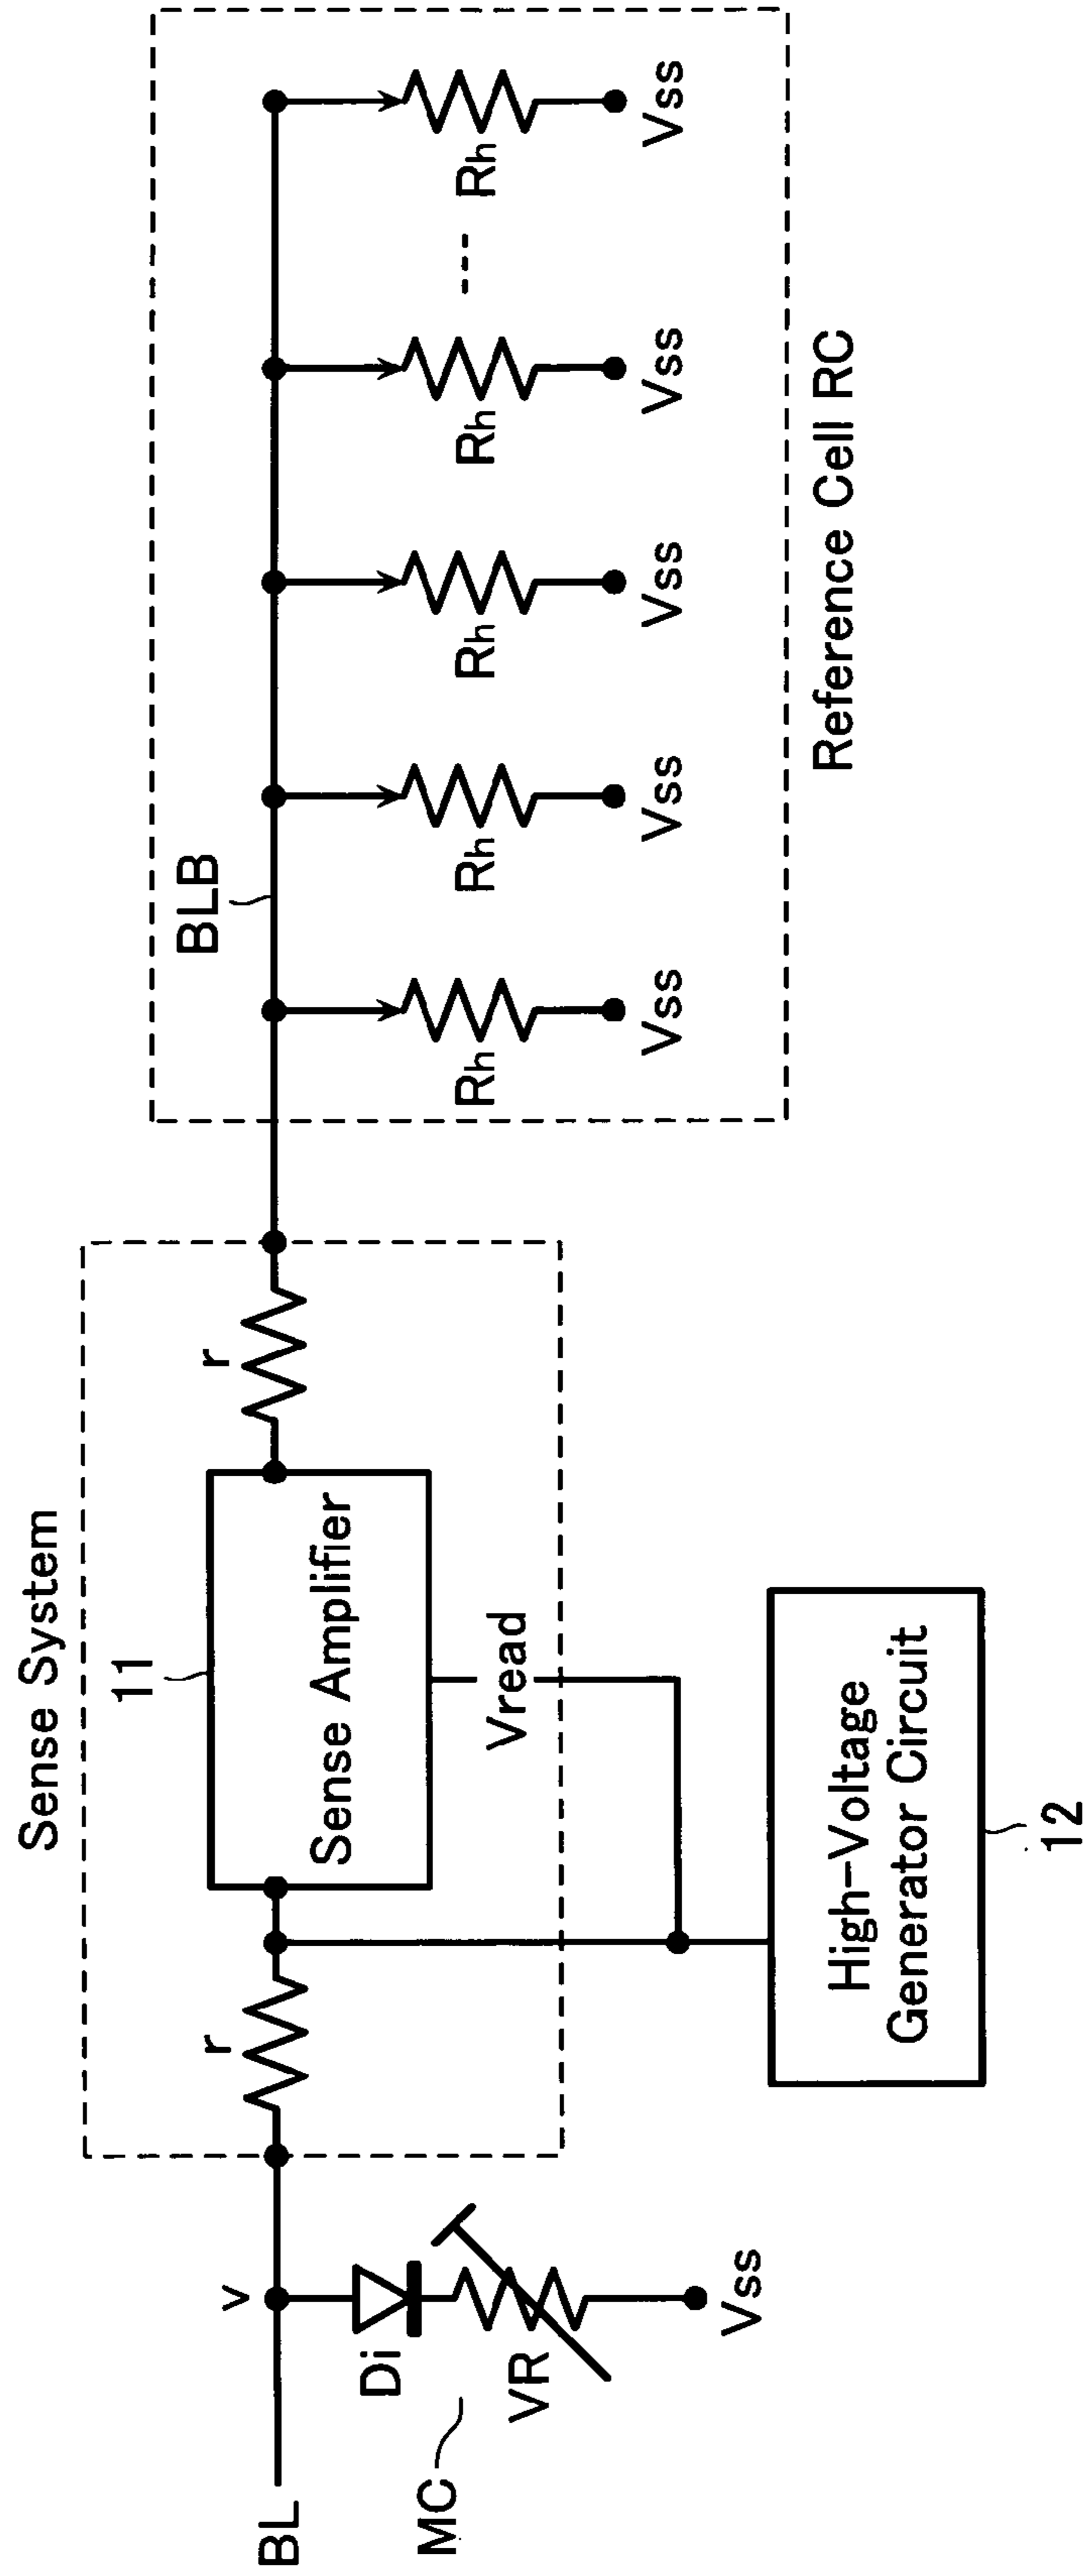 Sense System
11
BLB
r
r
v
Sense Amplifier
BL
Di
Rh
Rh
Rh
Rh
---
Rh
VR
MC
Vread
Vss
Vss
Vss
Vss
Vss
Vss
Reference Cell RC
High-Voltage
Generator Circuit
12